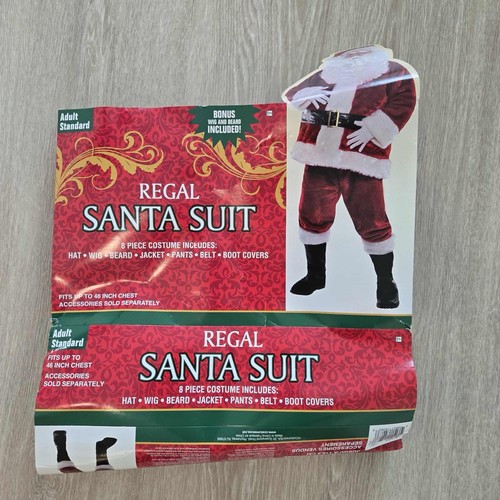 Adult
Standard
BONUS
WIG AND BEARD
INCLUDED!
REGAL
SANTA SUIT
8 PIECE COSTUME INCLUDES:
HAT • WIG • BEARD • JACKET • PANTS • BELT • BOOT COVERS
FITS UP TO 46 INCH CHEST
ACCESSORIES SOLD SEPARATELY
Adult
Standard
FITS UP TO
46 INCH CHEST
ACCESSORIES
SOLD SEPARATELY
REGAL
SANTA SUIT
8 PIECE COSTUME INCLUDES:
HAT • WIG • BEARD • JACKET • PANTS • BELT • BOOT COVERS